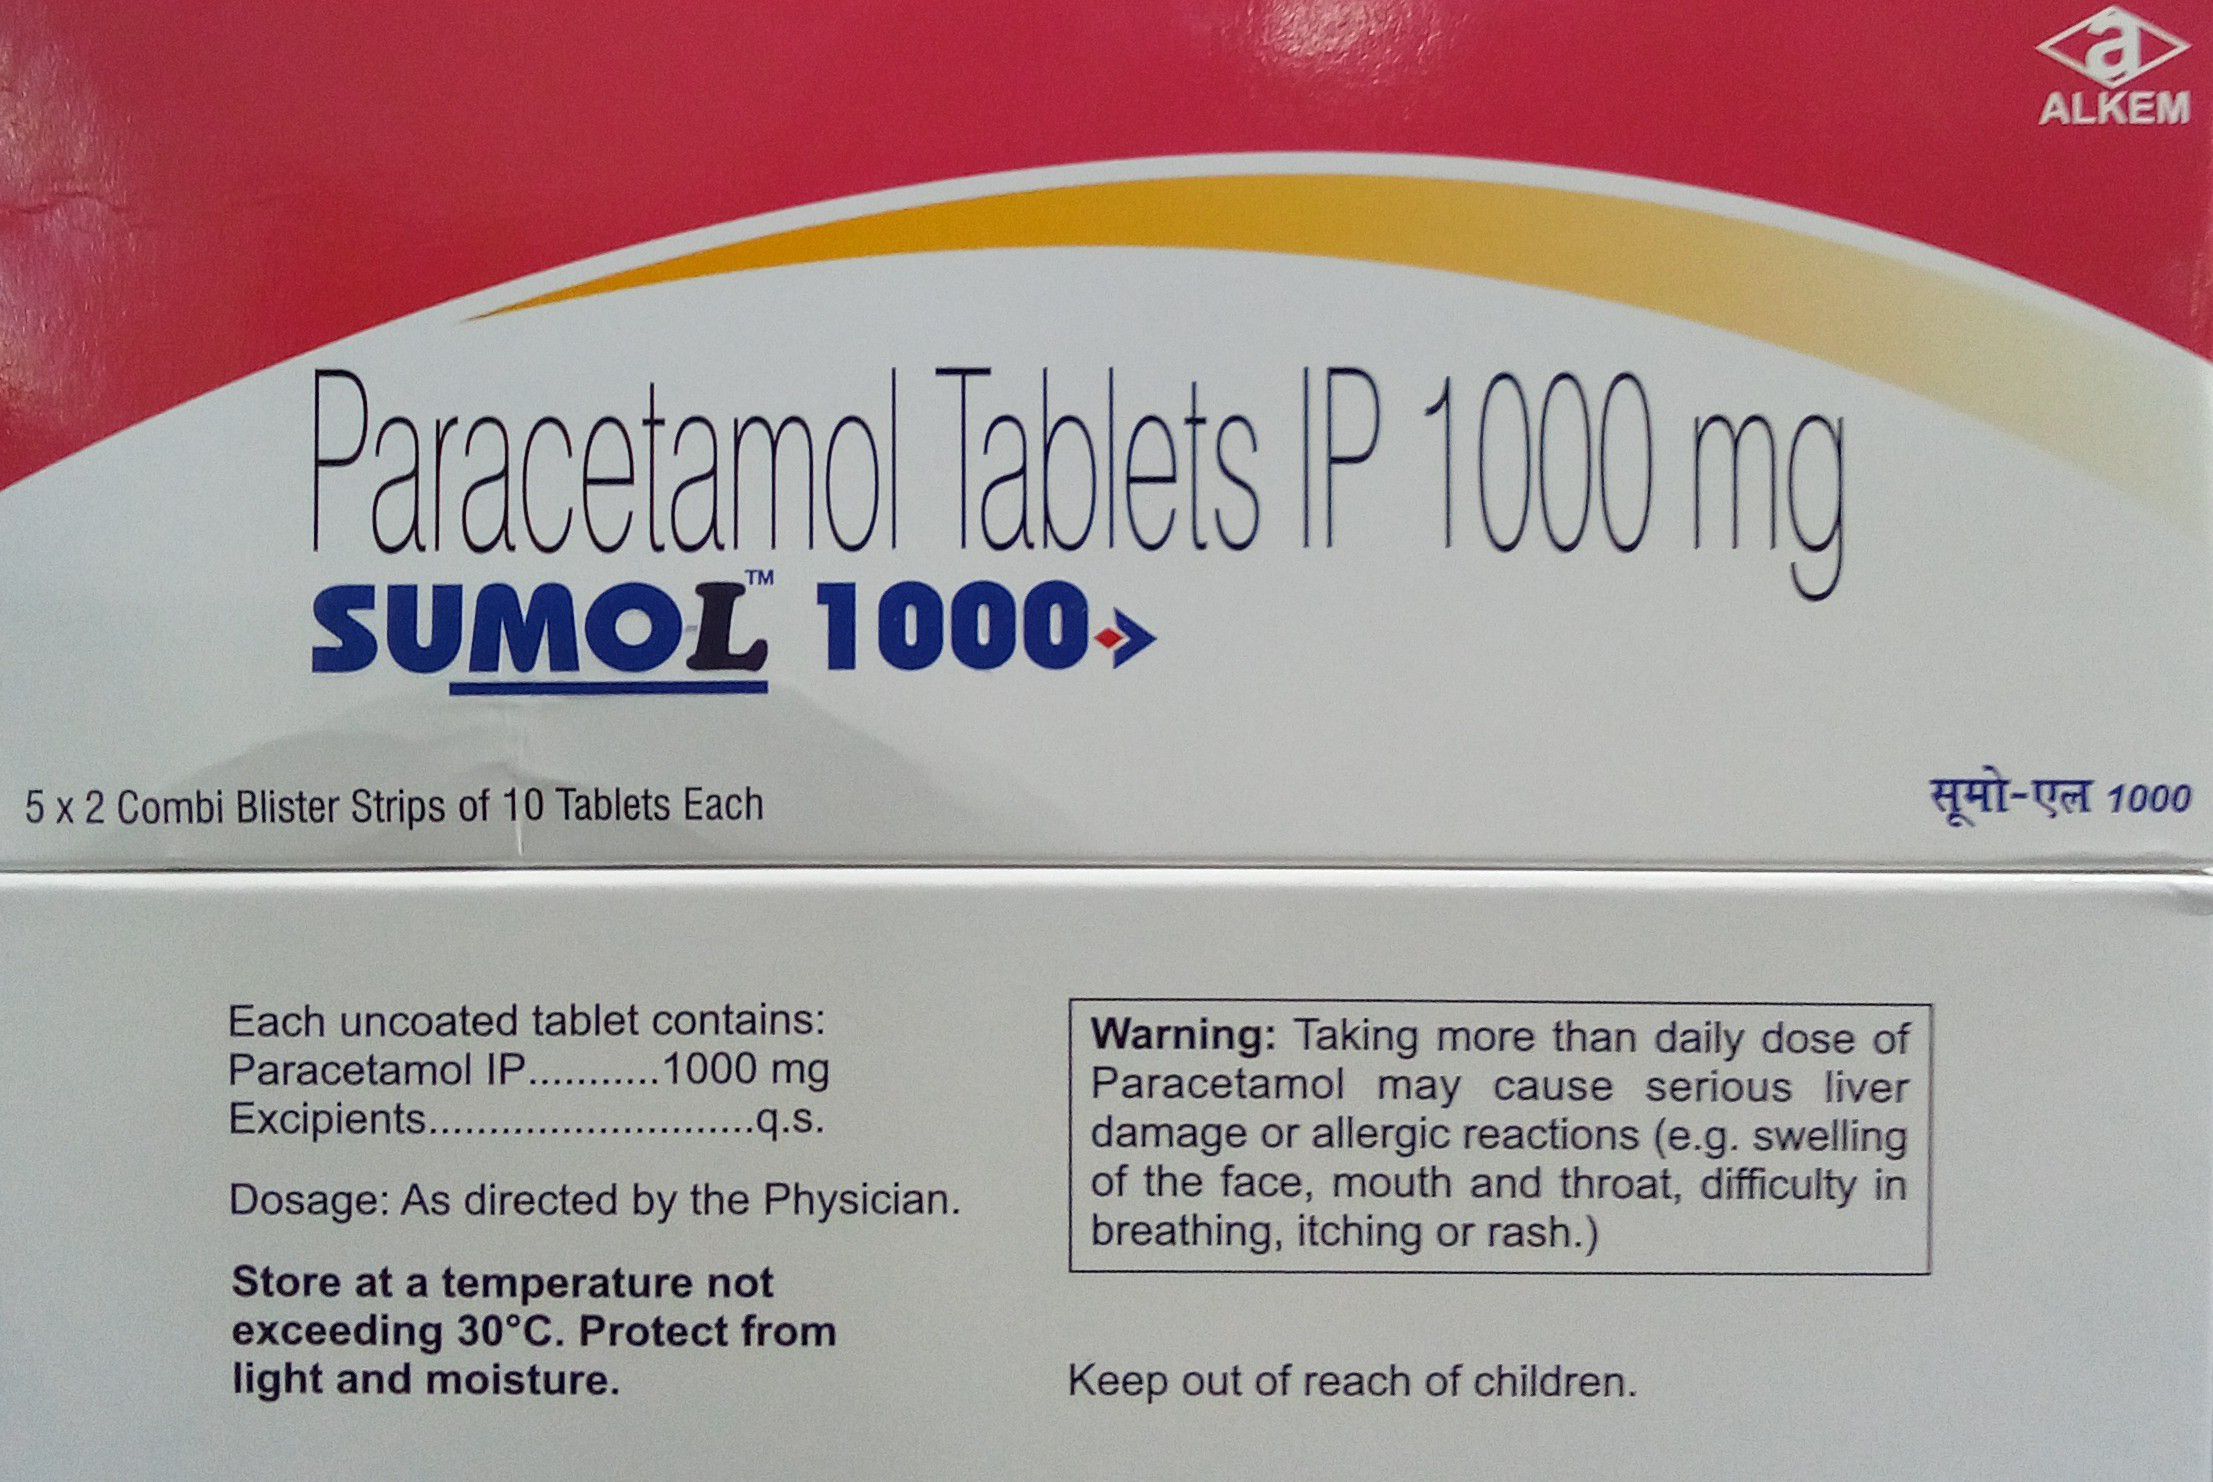 a
ALKEM
Paracetamol Tablets IP 1000 mg
SUMO-L™ 1000
5 x 2 Combi Blister Strips of 10 Tablets Each
सूमो-एल 1000
Each uncoated tablet contains:
Paracetamol IP...........1000 mg
Excipients...........................q.s.
Dosage: As directed by the Physician.
Store at a temperature not
exceeding 30°C. Protect from
light and moisture.
Warning: Taking more than daily dose of
Paracetamol may cause serious liver
damage or allergic reactions (e.g. swelling
of the face, mouth and throat, difficulty in
breathing, itching or rash.)
Keep out of reach of children.